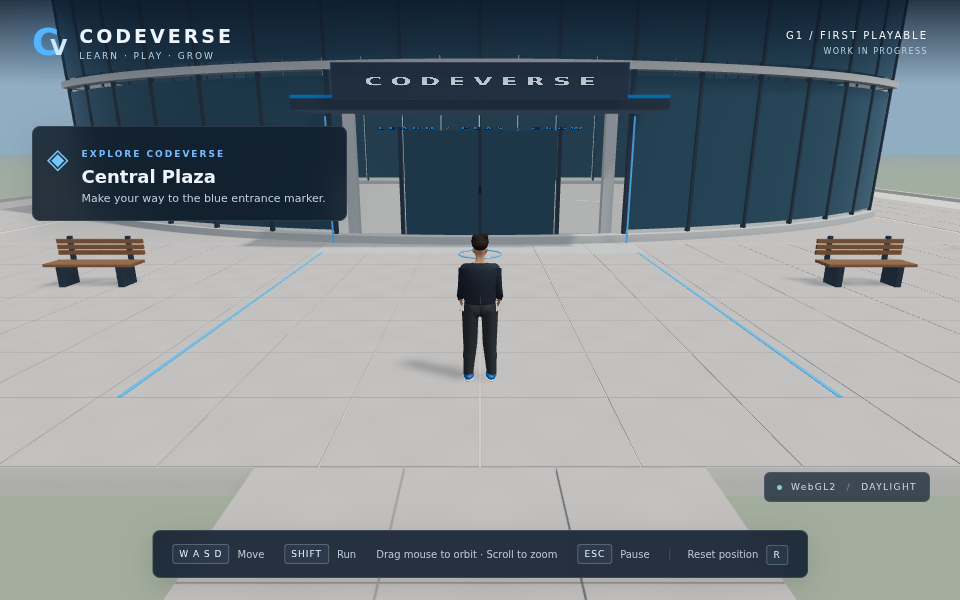 Cv CODEVERSE
LEARN · PLAY · GROW
G1 / FIRST PLAYABLE
WORK IN PROGRESS
CODEVERSE
EXPLORE CODEVERSE
Central Plaza
Make your way to the blue entrance marker.
WebGL2 / DAYLIGHT
W A S D Move SHIFT Run Drag mouse to orbit · Scroll to zoom ESC Pause | Reset position R